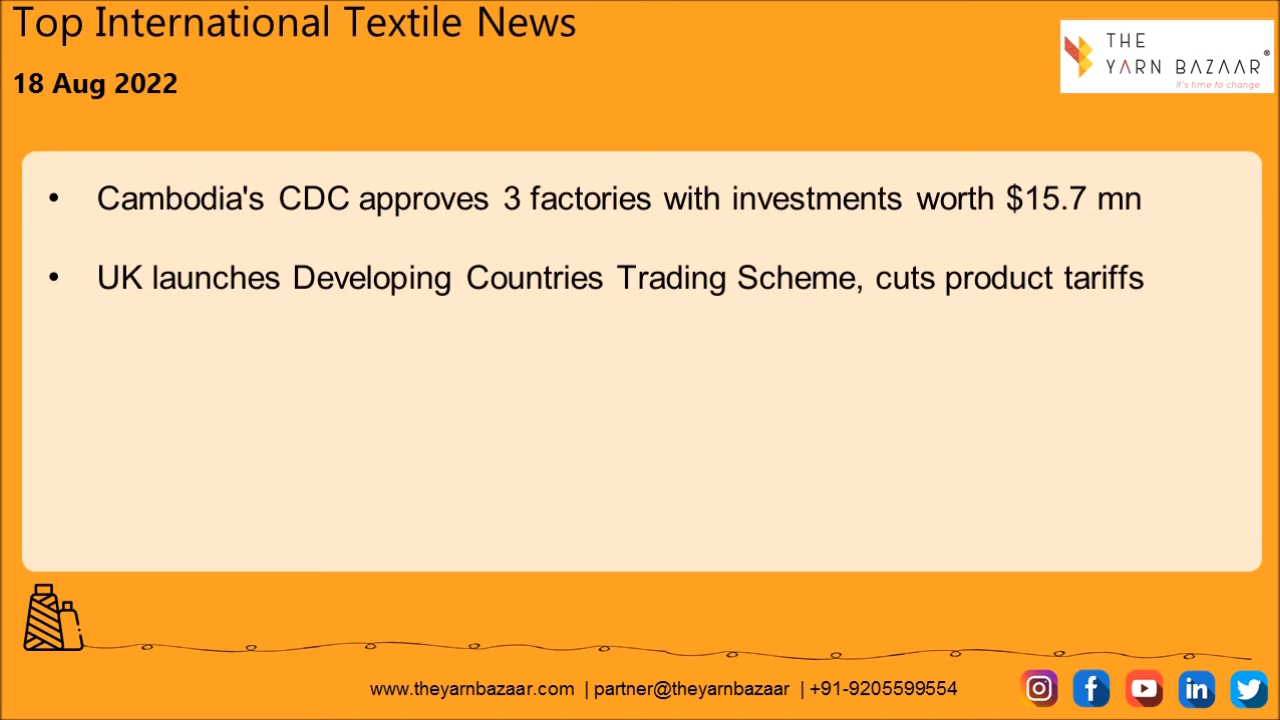 Top International Textile News
18 Aug 2022
THE
YARN BAZAAR®
It's time to change
• Cambodia's CDC approves 3 factories with investments worth $15.7 mn
• UK launches Developing Countries Trading Scheme, cuts product tariffs
www.theyarnbazaar.com | partner@theyarnbazaar | +91-9205599554